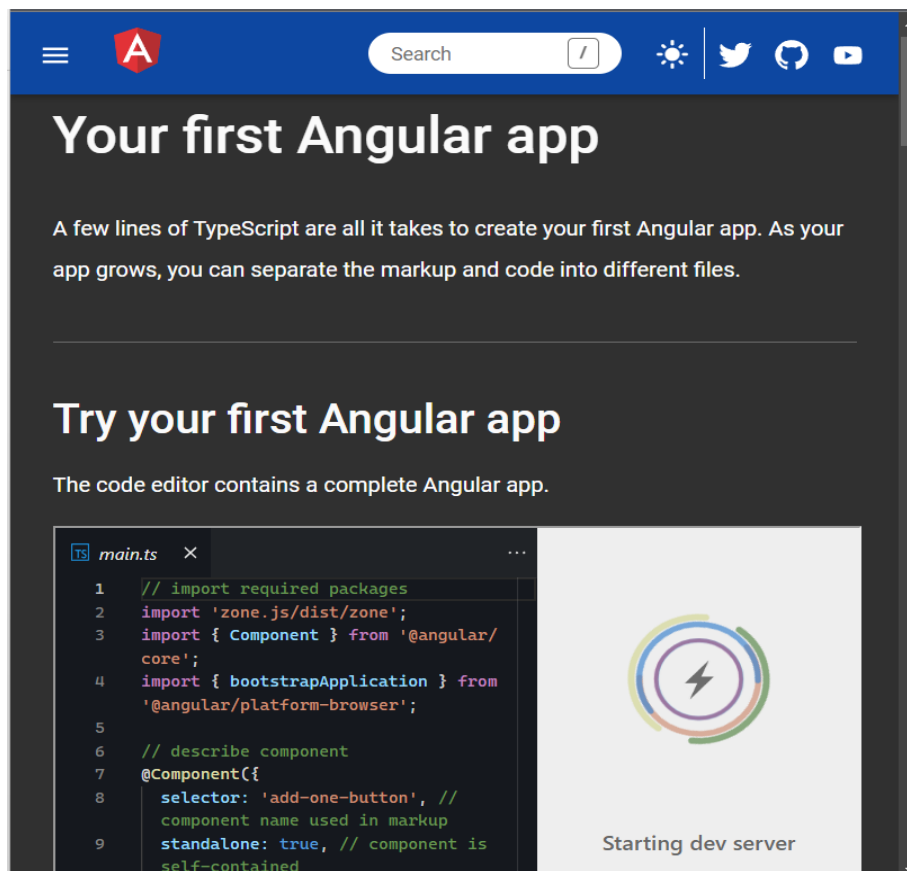 A
Search /
Your first Angular app
A few lines of TypeScript are all it takes to create your first Angular app. As your
app grows, you can separate the markup and code into different files.
Try your first Angular app
The code editor contains a complete Angular app.
TS main.ts ✕ ···
1 // import required packages
2 import 'zone.js/dist/zone';
3 import { Component } from '@angular/
core';
4 import { bootstrapApplication } from
'@angular/platform-browser';
5
6 // describe component
7 @Component({
8 selector: 'add-one-button', //
component name used in markup
9 standalone: true, // component is
self-contained
Starting dev server